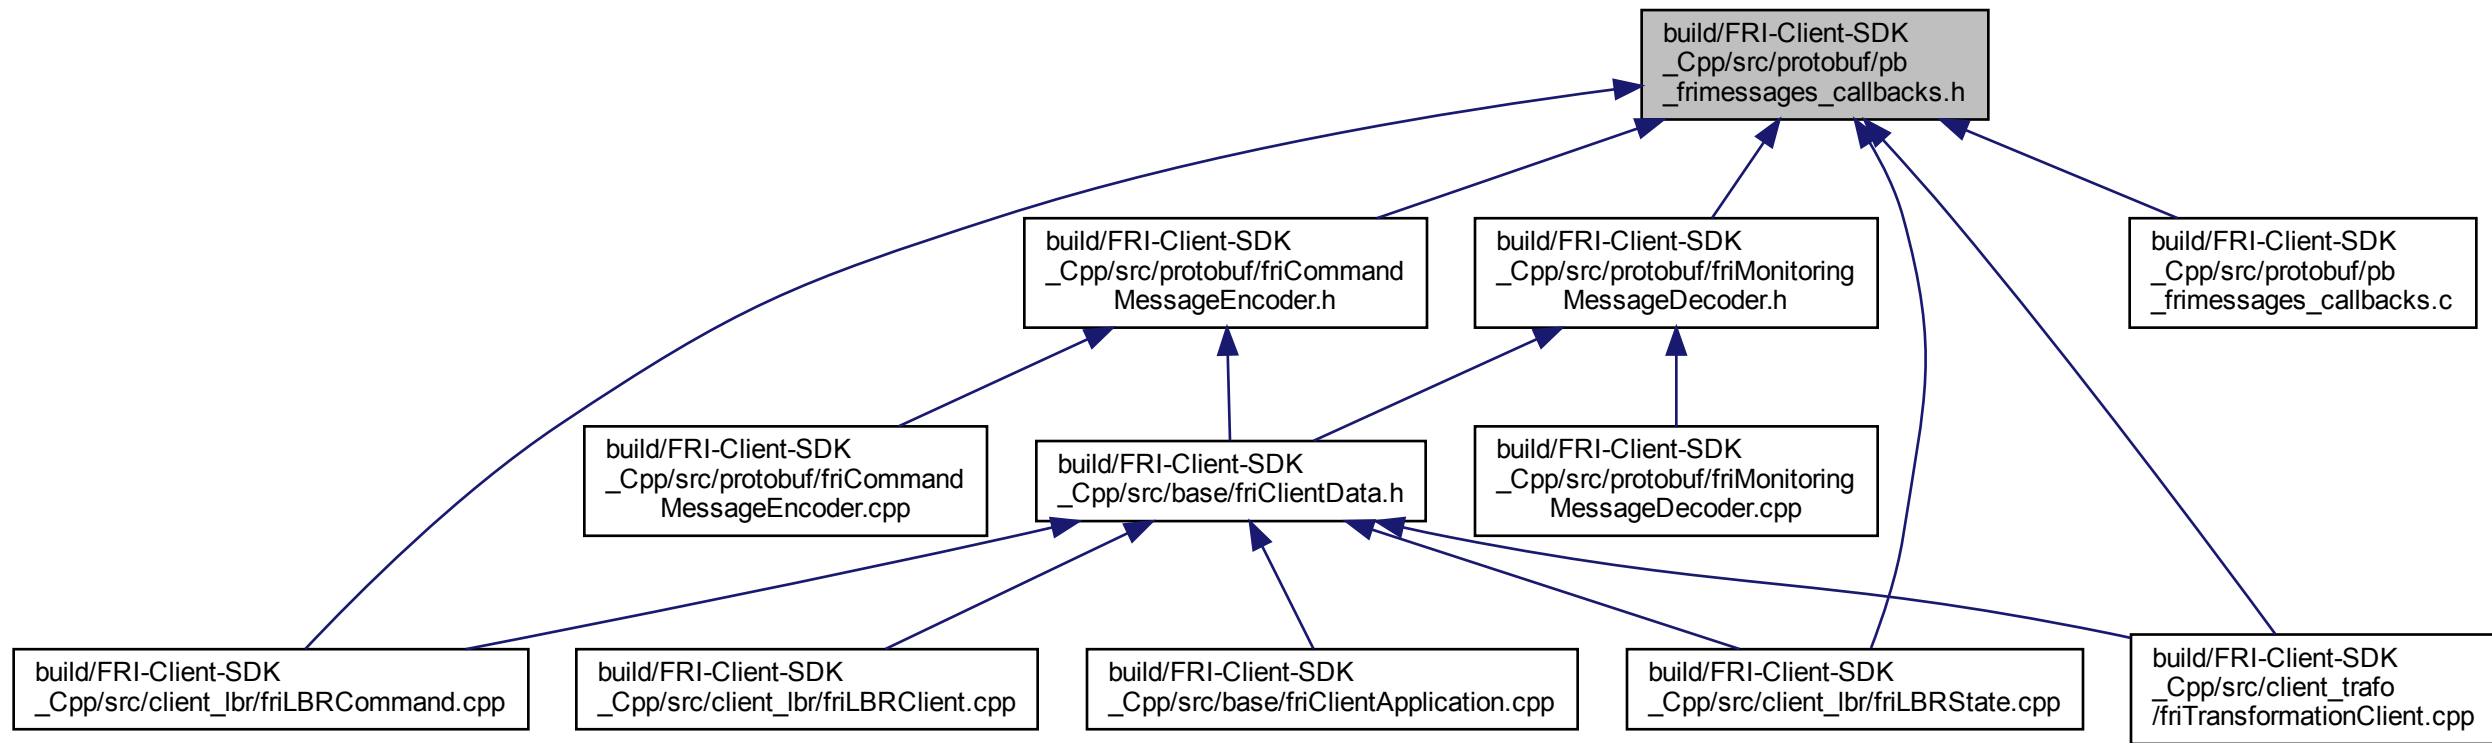 build/FRI-Client-SDK
_Cpp/src/protobuf/pb
_frimessages_callbacks.h
build/FRI-Client-SDK
_Cpp/src/protobuf/friCommand
MessageEncoder.h
build/FRI-Client-SDK
_Cpp/src/protobuf/friMonitoring
MessageDecoder.h
build/FRI-Client-SDK
_Cpp/src/protobuf/pb
_frimessages_callbacks.c
build/FRI-Client-SDK
_Cpp/src/protobuf/friCommand
MessageEncoder.cpp
build/FRI-Client-SDK
_Cpp/src/base/friClientData.h
build/FRI-Client-SDK
_Cpp/src/protobuf/friMonitoring
MessageDecoder.cpp
build/FRI-Client-SDK
_Cpp/src/client_lbr/friLBRCommand.cpp
build/FRI-Client-SDK
_Cpp/src/client_lbr/friLBRClient.cpp
build/FRI-Client-SDK
_Cpp/src/base/friClientApplication.cpp
build/FRI-Client-SDK
_Cpp/src/client_lbr/friLBRState.cpp
build/FRI-Client-SDK
_Cpp/src/client_trafo
/friTransformationClient.cpp